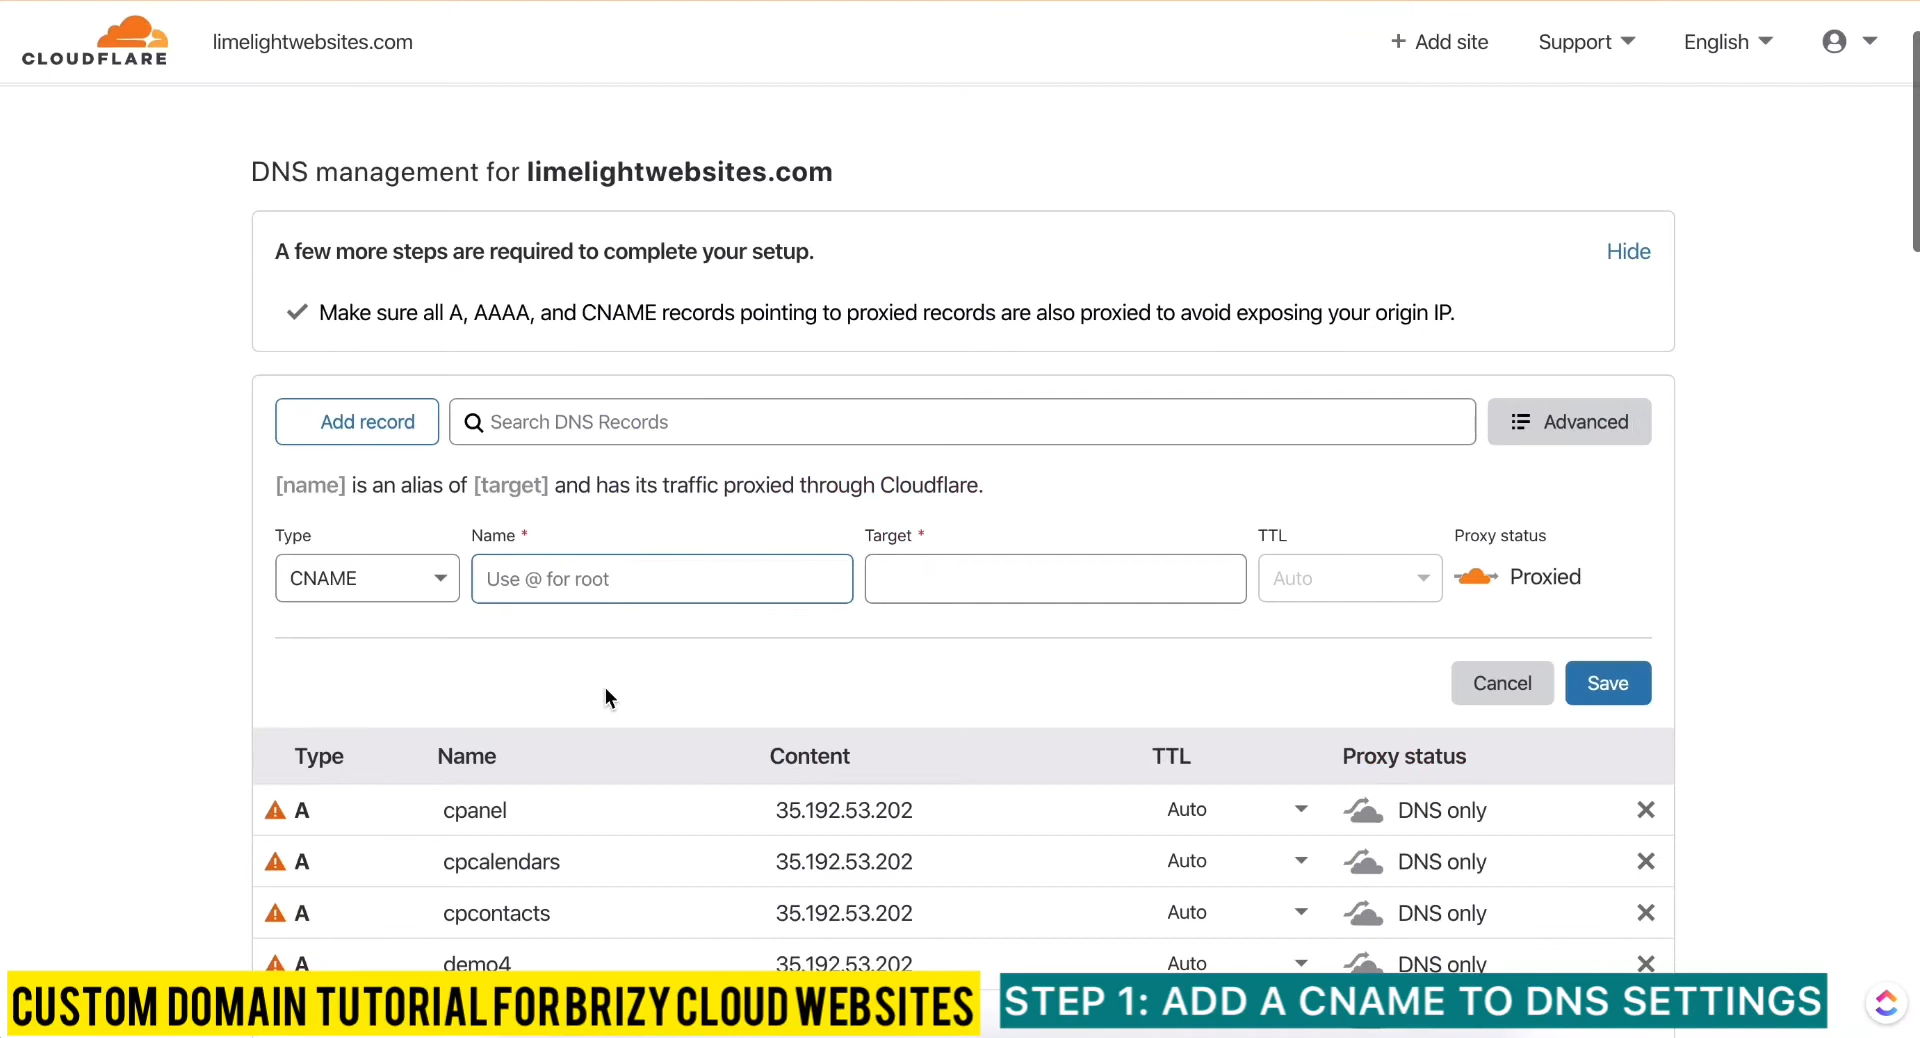 CLOUDFLARE
limelightwebsites.com
+ Add site
Support
English
DNS management for limelightwebsites.com
A few more steps are required to complete your setup.
Hide
Make sure all A, AAAA, and CNAME records pointing to proxied records are also proxied to avoid exposing your origin IP.
Add record
Search DNS Records
Advanced
[name] is an alias of [target] and has its traffic proxied through Cloudflare.
Type
Name *
Target *
TTL
Proxy status
CNAME
Use @ for root
Auto
Proxied
Cancel
Save
Type Name Content TTL Proxy status
A cpanel 35.192.53.202 Auto DNS only
A cpcalendars 35.192.53.202 Auto DNS only
A cpcontacts 35.192.53.202 Auto DNS only
A demo4 35.192.53.202 Auto DNS only
CUSTOM DOMAIN TUTORIAL FOR BRIZY CLOUD WEBSITES
STEP 1: ADD A CNAME TO DNS SETTINGS